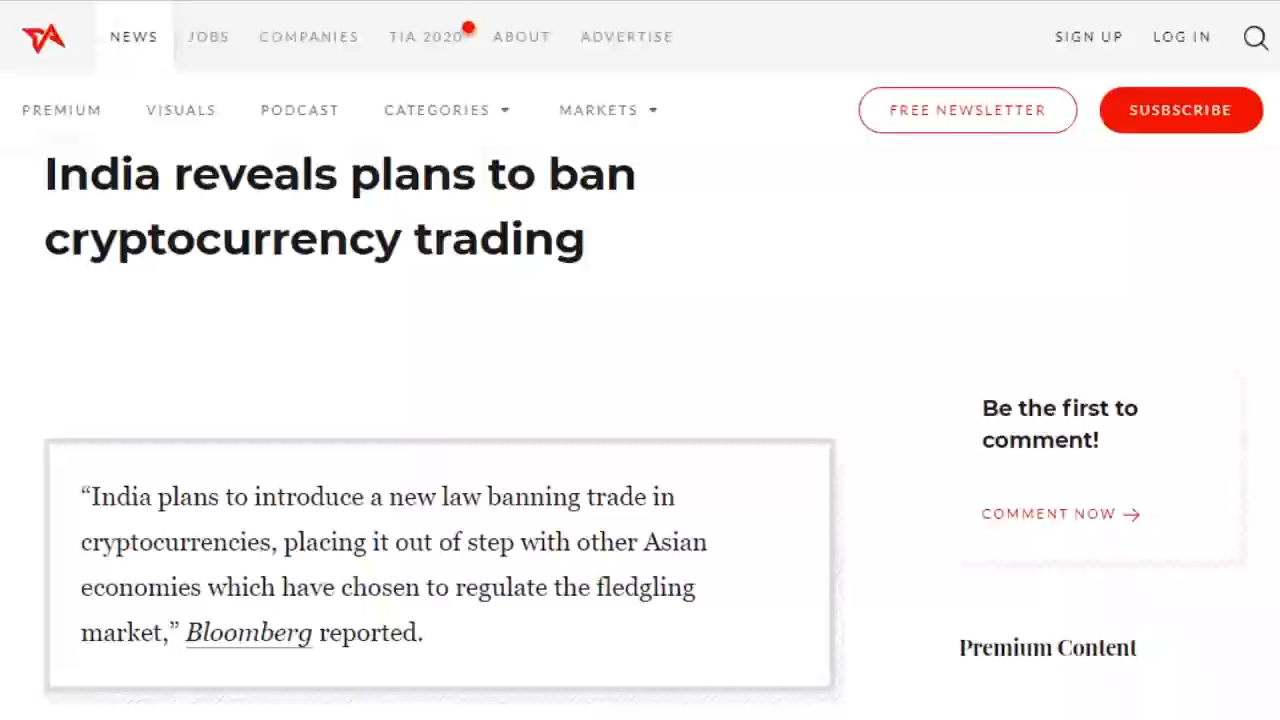 NEWS JOBS COMPANIES TIA 2020 ABOUT ADVERTISE SIGN UP LOG IN
PREMIUM VISUALS PODCAST CATEGORIES MARKETS FREE NEWSLETTER SUSBSCRIBE
India reveals plans to ban
cryptocurrency trading
“India plans to introduce a new law banning trade in
cryptocurrencies, placing it out of step with other Asian
economies which have chosen to regulate the fledgling
market,” Bloomberg reported.
Be the first to
comment!
COMMENT NOW
Premium Content